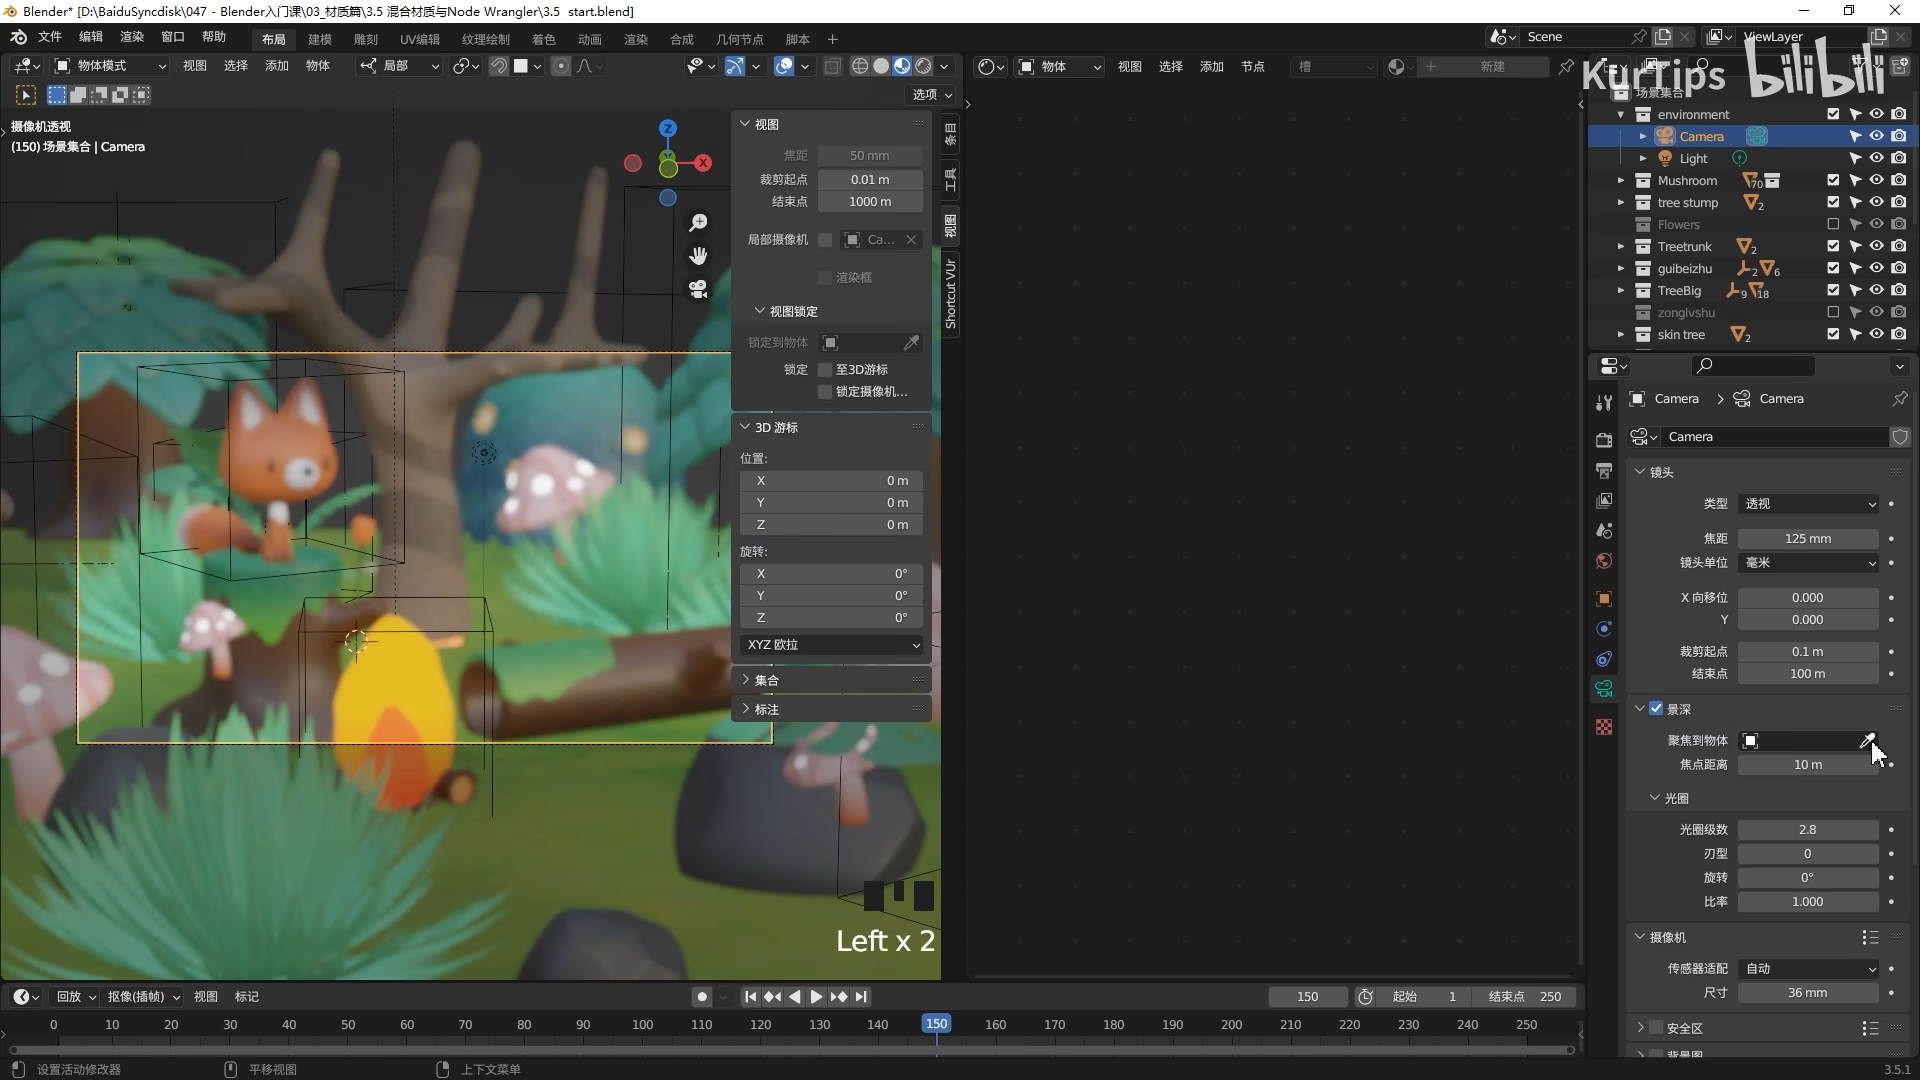 Blender* [D:\BaiduSyncdisk\047 - Blender入门课\03_材质篇\3.5 混合材质与Node Wrangler\3.5  start.blend]
文件 编辑 渲染 窗口 帮助 布局 建模 雕刻 UV编辑 纹理绘制 着色 动画 渲染 合成 几何节点 脚本 + Scene ViewLayer
物体模式 视图 选择 添加 物体 局部 物体 视图 选择 添加 节点 槽 新建
KurTips bilibili
选项
场景集合
摄像机透视
(150) 场景集合 | Camera
Z
X
视图
焦距 50 mm
裁剪起点 0.01 m
结束点 1000 m
局部摄像机 Ca...
渲染框
视图锁定
锁定到物体
锁定 至3D游标
锁定摄像机...
3D 游标
位置:
X 0 m
Y 0 m
Z 0 m
旋转:
X 0°
Y 0°
Z 0°
XYZ 欧拉
集合
标注
条目
工具
视图
Shortcut VUr
Left x 2
environment
Camera
Light
Mushroom 70
tree stump 2
Flowers
Treetrunk 2
guibeizhu 2 6
TreeBig 9 18
zonglvshu
skin tree 2
Camera > Camera
Camera
镜头
类型 透视
焦距 125 mm
镜头单位 毫米
X 向移位 0.000
Y 0.000
裁剪起点 0.1 m
结束点 100 m
景深
聚焦到物体
焦点距离 10 m
光圈
光圈级数 2.8
刃型 0
旋转 0°
比率 1.000
摄像机
传感器适配 自动
尺寸 36 mm
安全区
背景图
回放 抠像(插帧) 视图 标记 150 起始 1 结束点 250
0 10 20 30 40 50 60 70 80 90 100 110 120 130 140 150 160 170 180 190 200 210 220 230 240 250
设置活动修改器 平移视图 上下文菜单 3.5.1